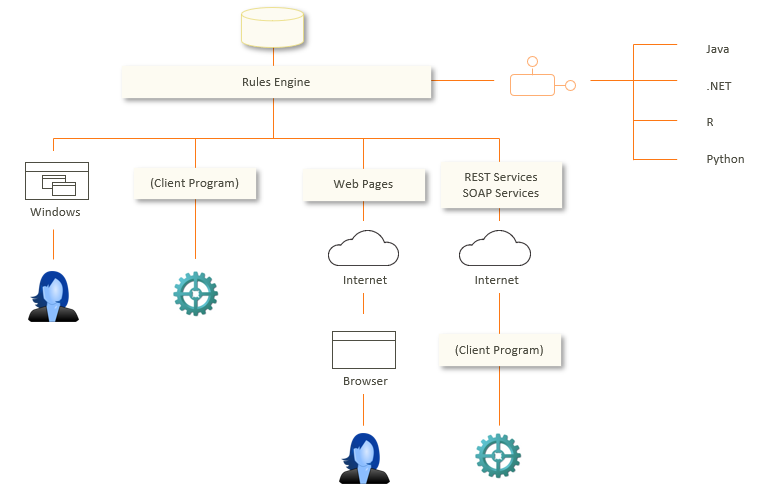 Rules Engine
Java
.NET
R
Python
Windows
(Client Program)
Web Pages
REST Services
SOAP Services
Internet
Internet
Browser
(Client Program)